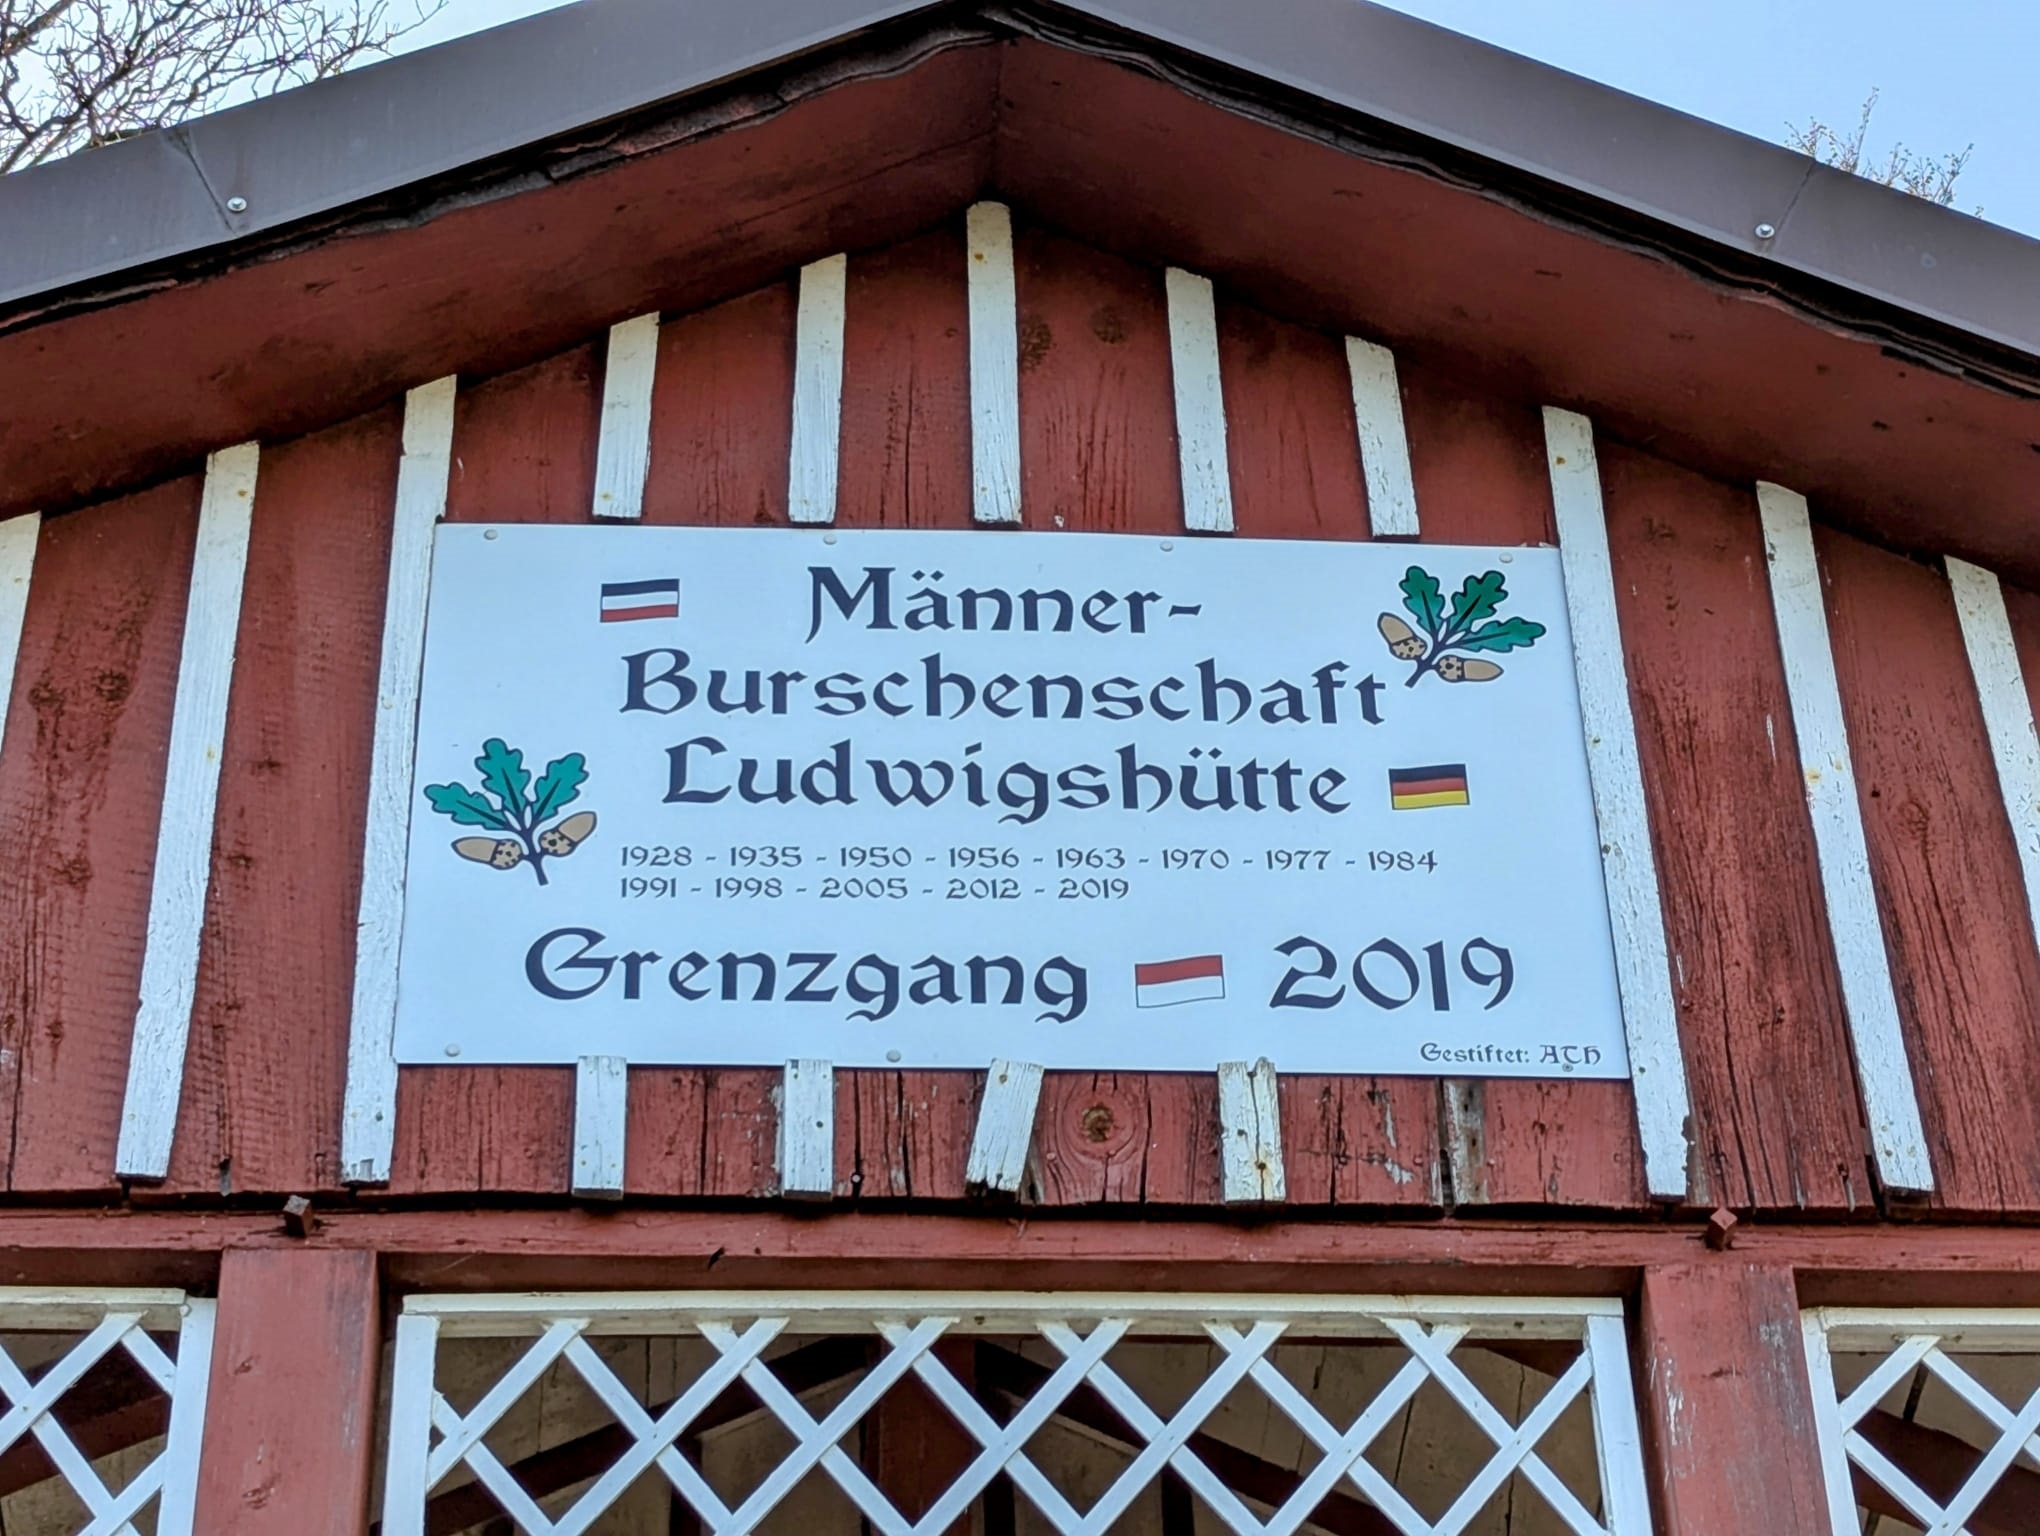 Männer-
Burschenschaft
Ludwigshütte
1928 - 1935 - 1950 - 1956 - 1963 - 1970 - 1977 - 1984
1991 - 1998 - 2005 - 2012 - 2019
Grenzgang 2019
Gestiftet: ATH